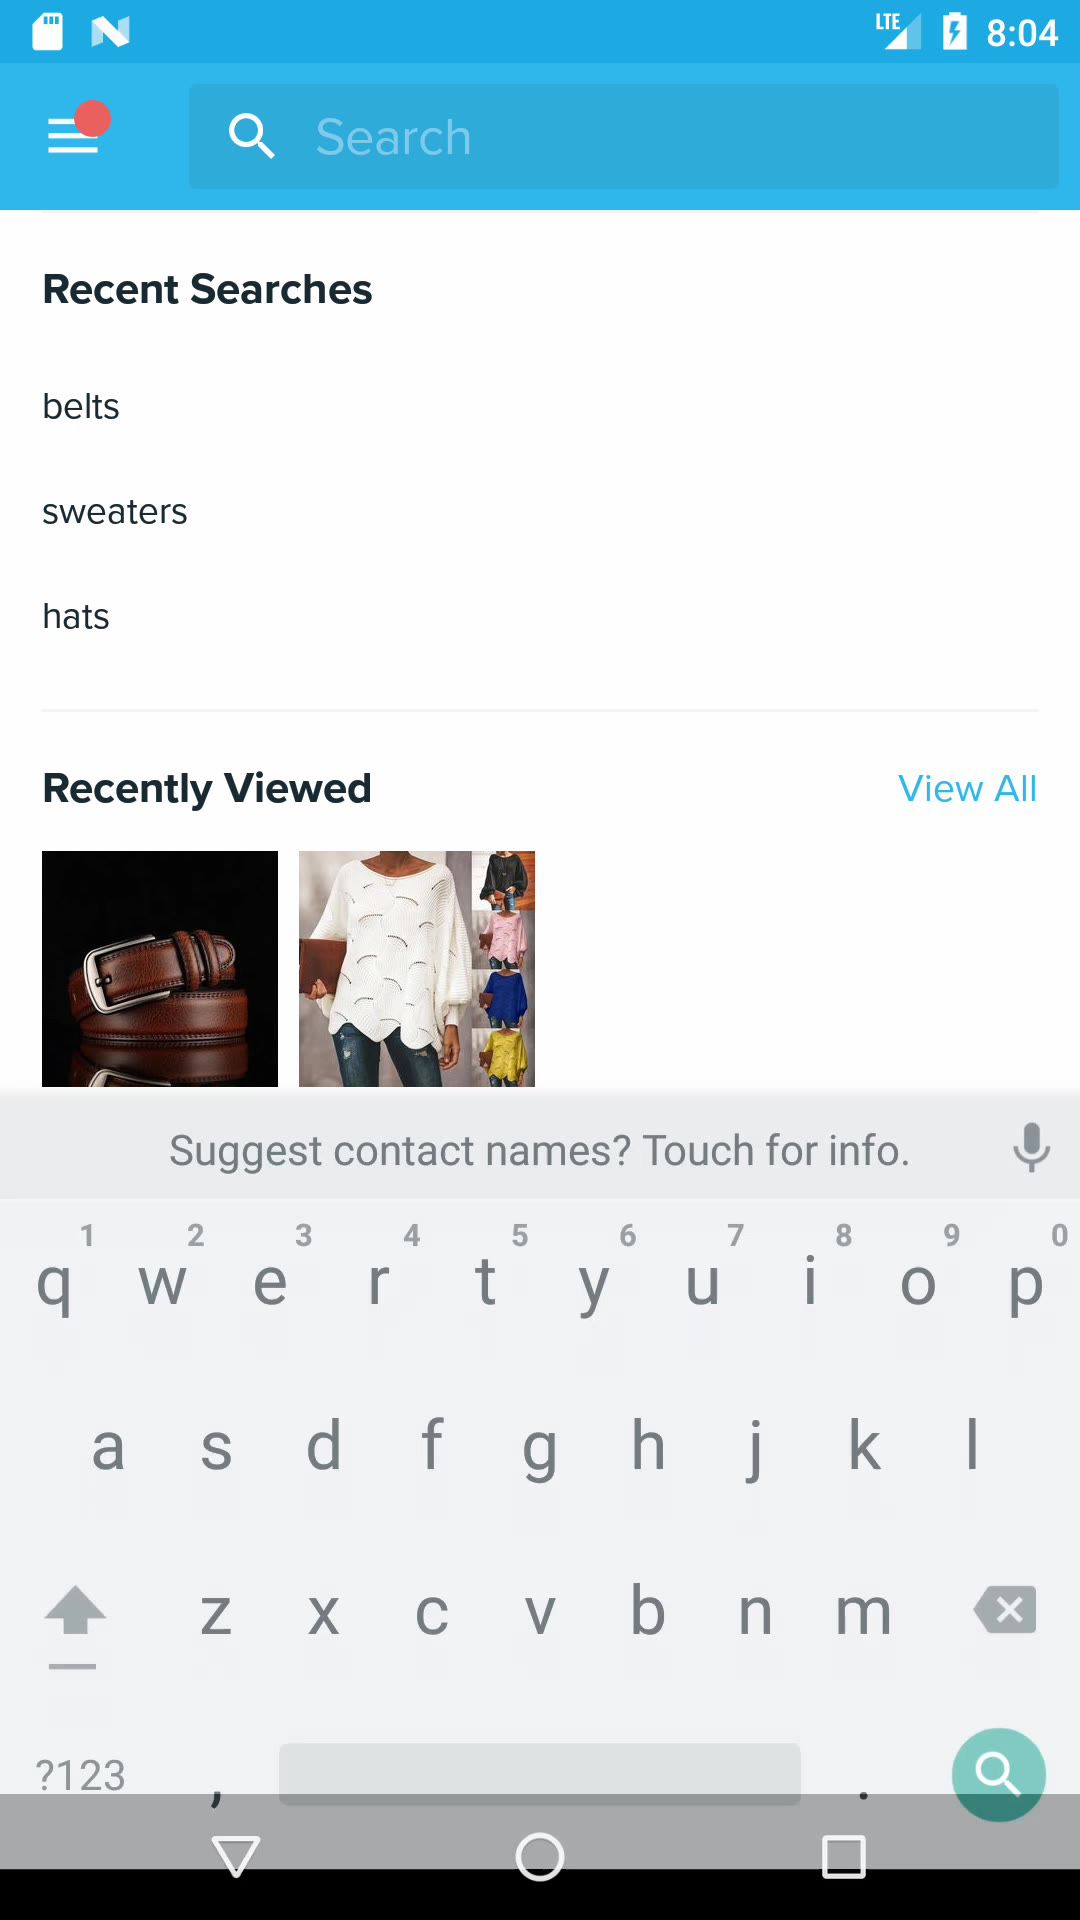 LTE 8:04
Search
Recent Searches
belts
sweaters
hats
Recently Viewed View All
Suggest contact names? Touch for info.
1 2 3 4 5 6 7 8 9 0
q w e r t y u i o p
a s d f g h j k l
z x c v b n m
?123 , .